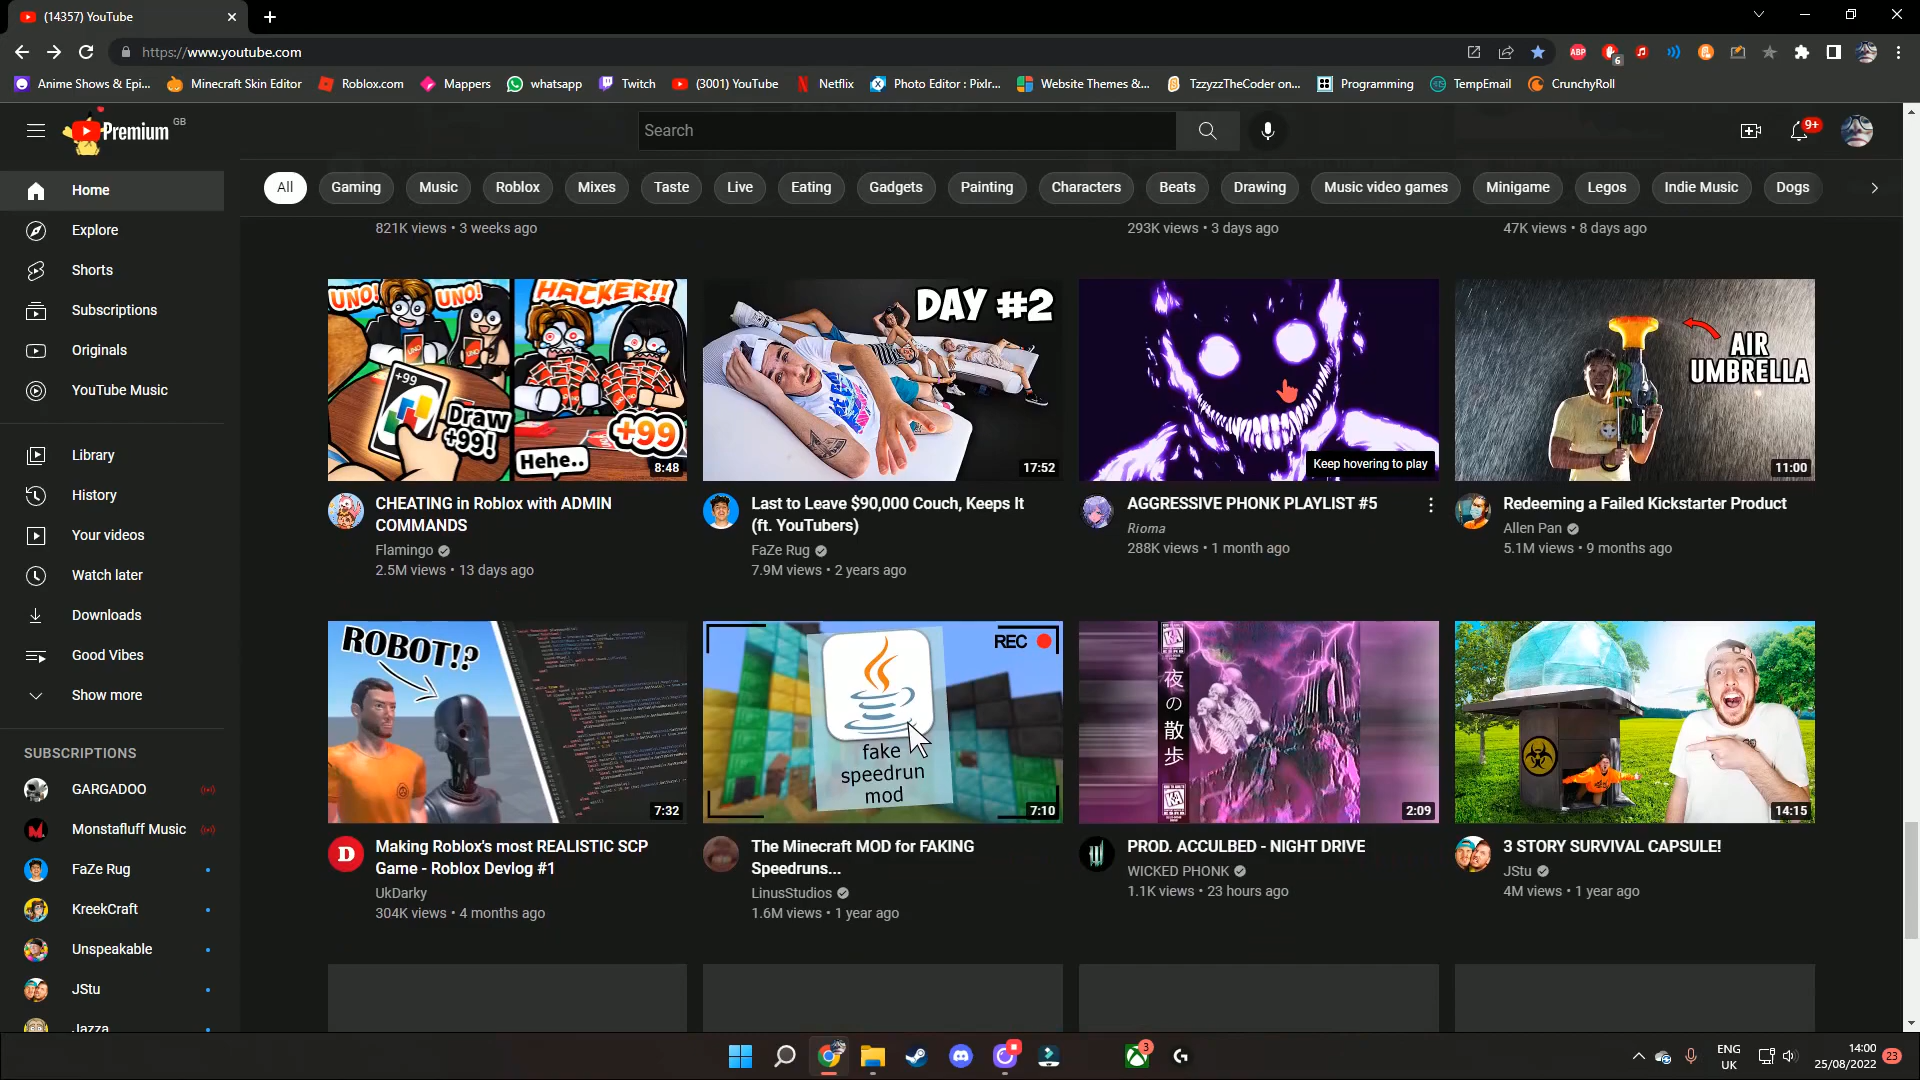 (14357) YouTube
https://www.youtube.com
6
Anime Shows & Epi...
Minecraft Skin Editor
Roblox.com
Mappers
whatsapp
Twitch
(3001) YouTube
Netflix
Photo Editor : Pixlr...
Website Themes &...
TzzyzzTheCoder on...
Programming
TempEmail
CrunchyRoll
Premium GB
Search
9+
Home
Explore
Shorts
Subscriptions
Originals
YouTube Music
Library
History
Your videos
Watch later
Downloads
Good Vibes
Show more
SUBSCRIPTIONS
GARGADOO
Monstafluff Music
FaZe Rug
KreekCraft
Unspeakable
JStu
Jazza
All
Gaming
Music
Roblox
Mixes
Taste
Live
Eating
Gadgets
Painting
Characters
Beats
Drawing
Music video games
Minigame
Legos
Indie Music
Dogs
821K views • 3 weeks ago
293K views • 3 days ago
47K views • 8 days ago
UNO!
UNO!
HACKER!!
+99
Draw
+99!
+99
Hehe..
8:48
CHEATING in Roblox with ADMIN
COMMANDS
Flamingo
2.5M views • 13 days ago
DAY #2
17:52
Last to Leave $90,000 Couch, Keeps It
(ft. YouTubers)
FaZe Rug
7.9M views • 2 years ago
Keep hovering to play
AGGRESSIVE PHONK PLAYLIST #5
Rioma
288K views • 1 month ago
AIR
UMBRELLA
11:00
Redeeming a Failed Kickstarter Product
Allen Pan
5.1M views • 9 months ago
ROBOT!?
7:32
Making Roblox's most REALISTIC SCP
Game - Roblox Devlog #1
UkDarky
304K views • 4 months ago
REC
fake
speedrun
mod
7:10
The Minecraft MOD for FAKING
Speedruns...
LinusStudios
1.6M views • 1 year ago
KA
夜の散歩
KA
2:09
PROD. ACCULBED - NIGHT DRIVE
WICKED PHONK
1.1K views • 23 hours ago
14:15
3 STORY SURVIVAL CAPSULE!
JStu
4M views • 1 year ago
3
ENG
UK
14:00
25/08/2022
23